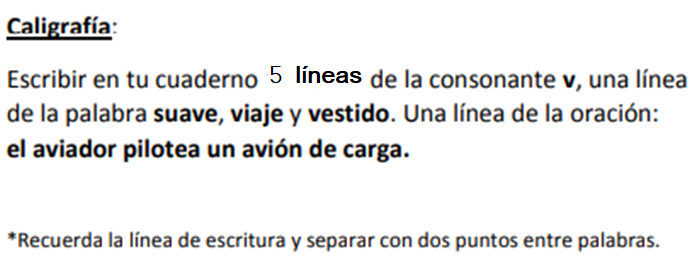 Caligrafía:
Escribir en tu cuaderno 5 líneas de la consonante v, una línea
de la palabra suave, viaje y vestido. Una línea de la oración:
el aviador pilotea un avión de carga.
*Recuerda la línea de escritura y separar con dos puntos entre palabras.